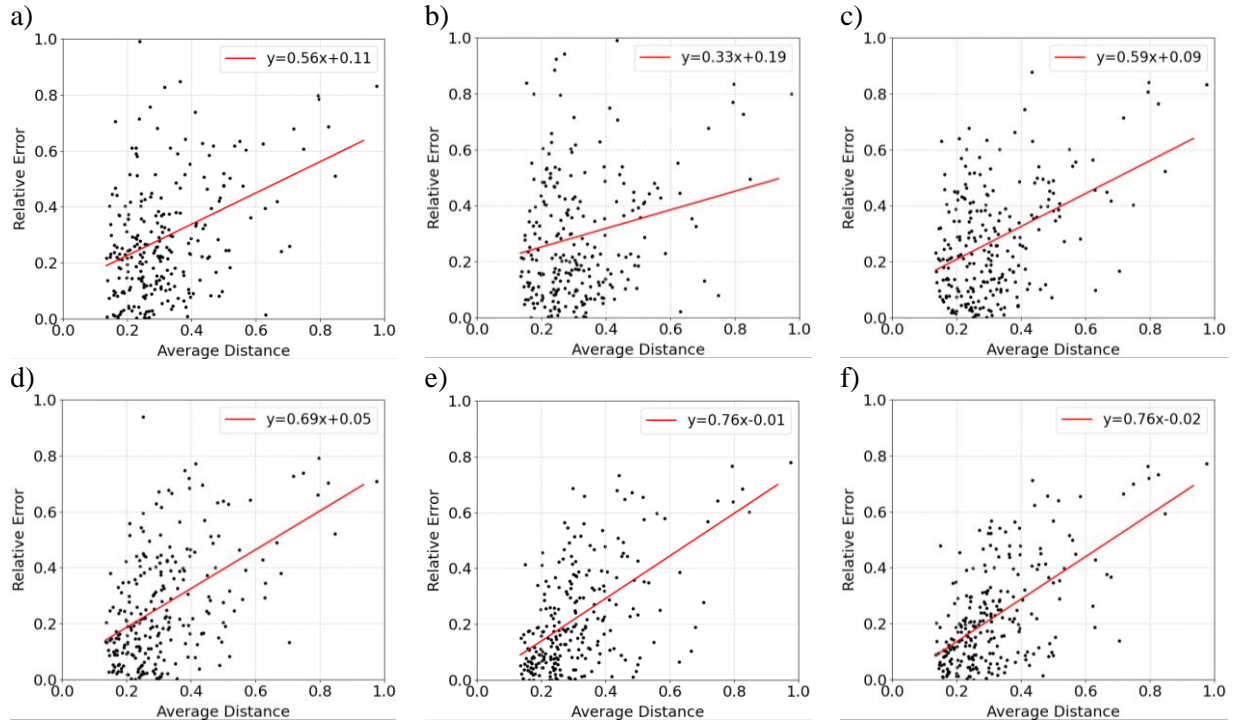 a)
y=0.56x+0.11
Relative Error
1.0
0.8
0.6
0.4
0.2
0.0
0.0 0.2 0.4 0.6 0.8 1.0
Average Distance
b)
y=0.33x+0.19
Relative Error
1.0
0.8
0.6
0.4
0.2
0.0
0.0 0.2 0.4 0.6 0.8 1.0
Average Distance
c)
y=0.59x+0.09
Relative Error
1.0
0.8
0.6
0.4
0.2
0.0
0.0 0.2 0.4 0.6 0.8 1.0
Average Distance
d)
y=0.69x+0.05
Relative Error
1.0
0.8
0.6
0.4
0.2
0.0
0.0 0.2 0.4 0.6 0.8 1.0
Average Distance
e)
y=0.76x-0.01
Relative Error
1.0
0.8
0.6
0.4
0.2
0.0
0.0 0.2 0.4 0.6 0.8 1.0
Average Distance
f)
y=0.76x-0.02
Relative Error
1.0
0.8
0.6
0.4
0.2
0.0
0.0 0.2 0.4 0.6 0.8 1.0
Average Distance